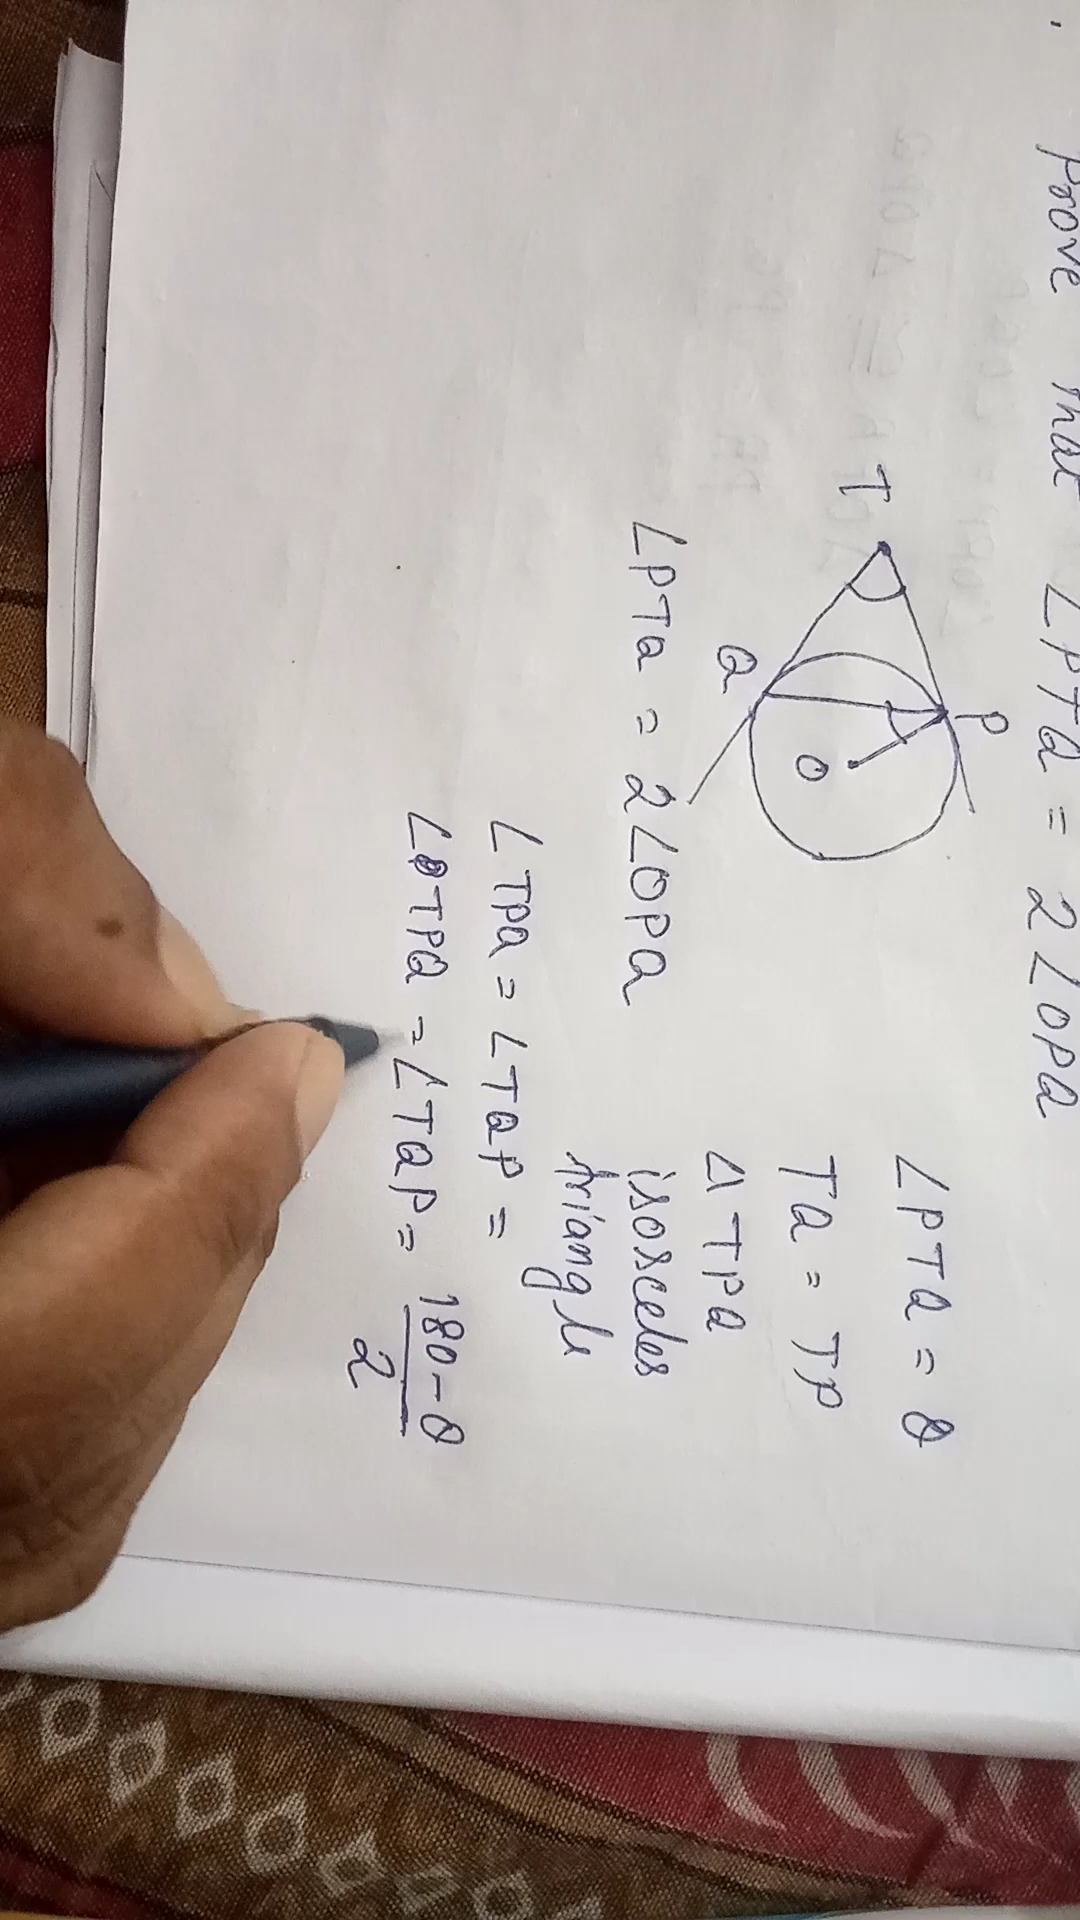 Prove that ∠PTQ = 2∠OPQ
T
P
Q
O
∠PTQ = 2∠OPQ
∠PTQ = θ
TQ = TP
Δ TPQ
isosceles
triangle
∠TPQ = ∠TQP =
∠TPQ = ∠TQP = 180-θ
2